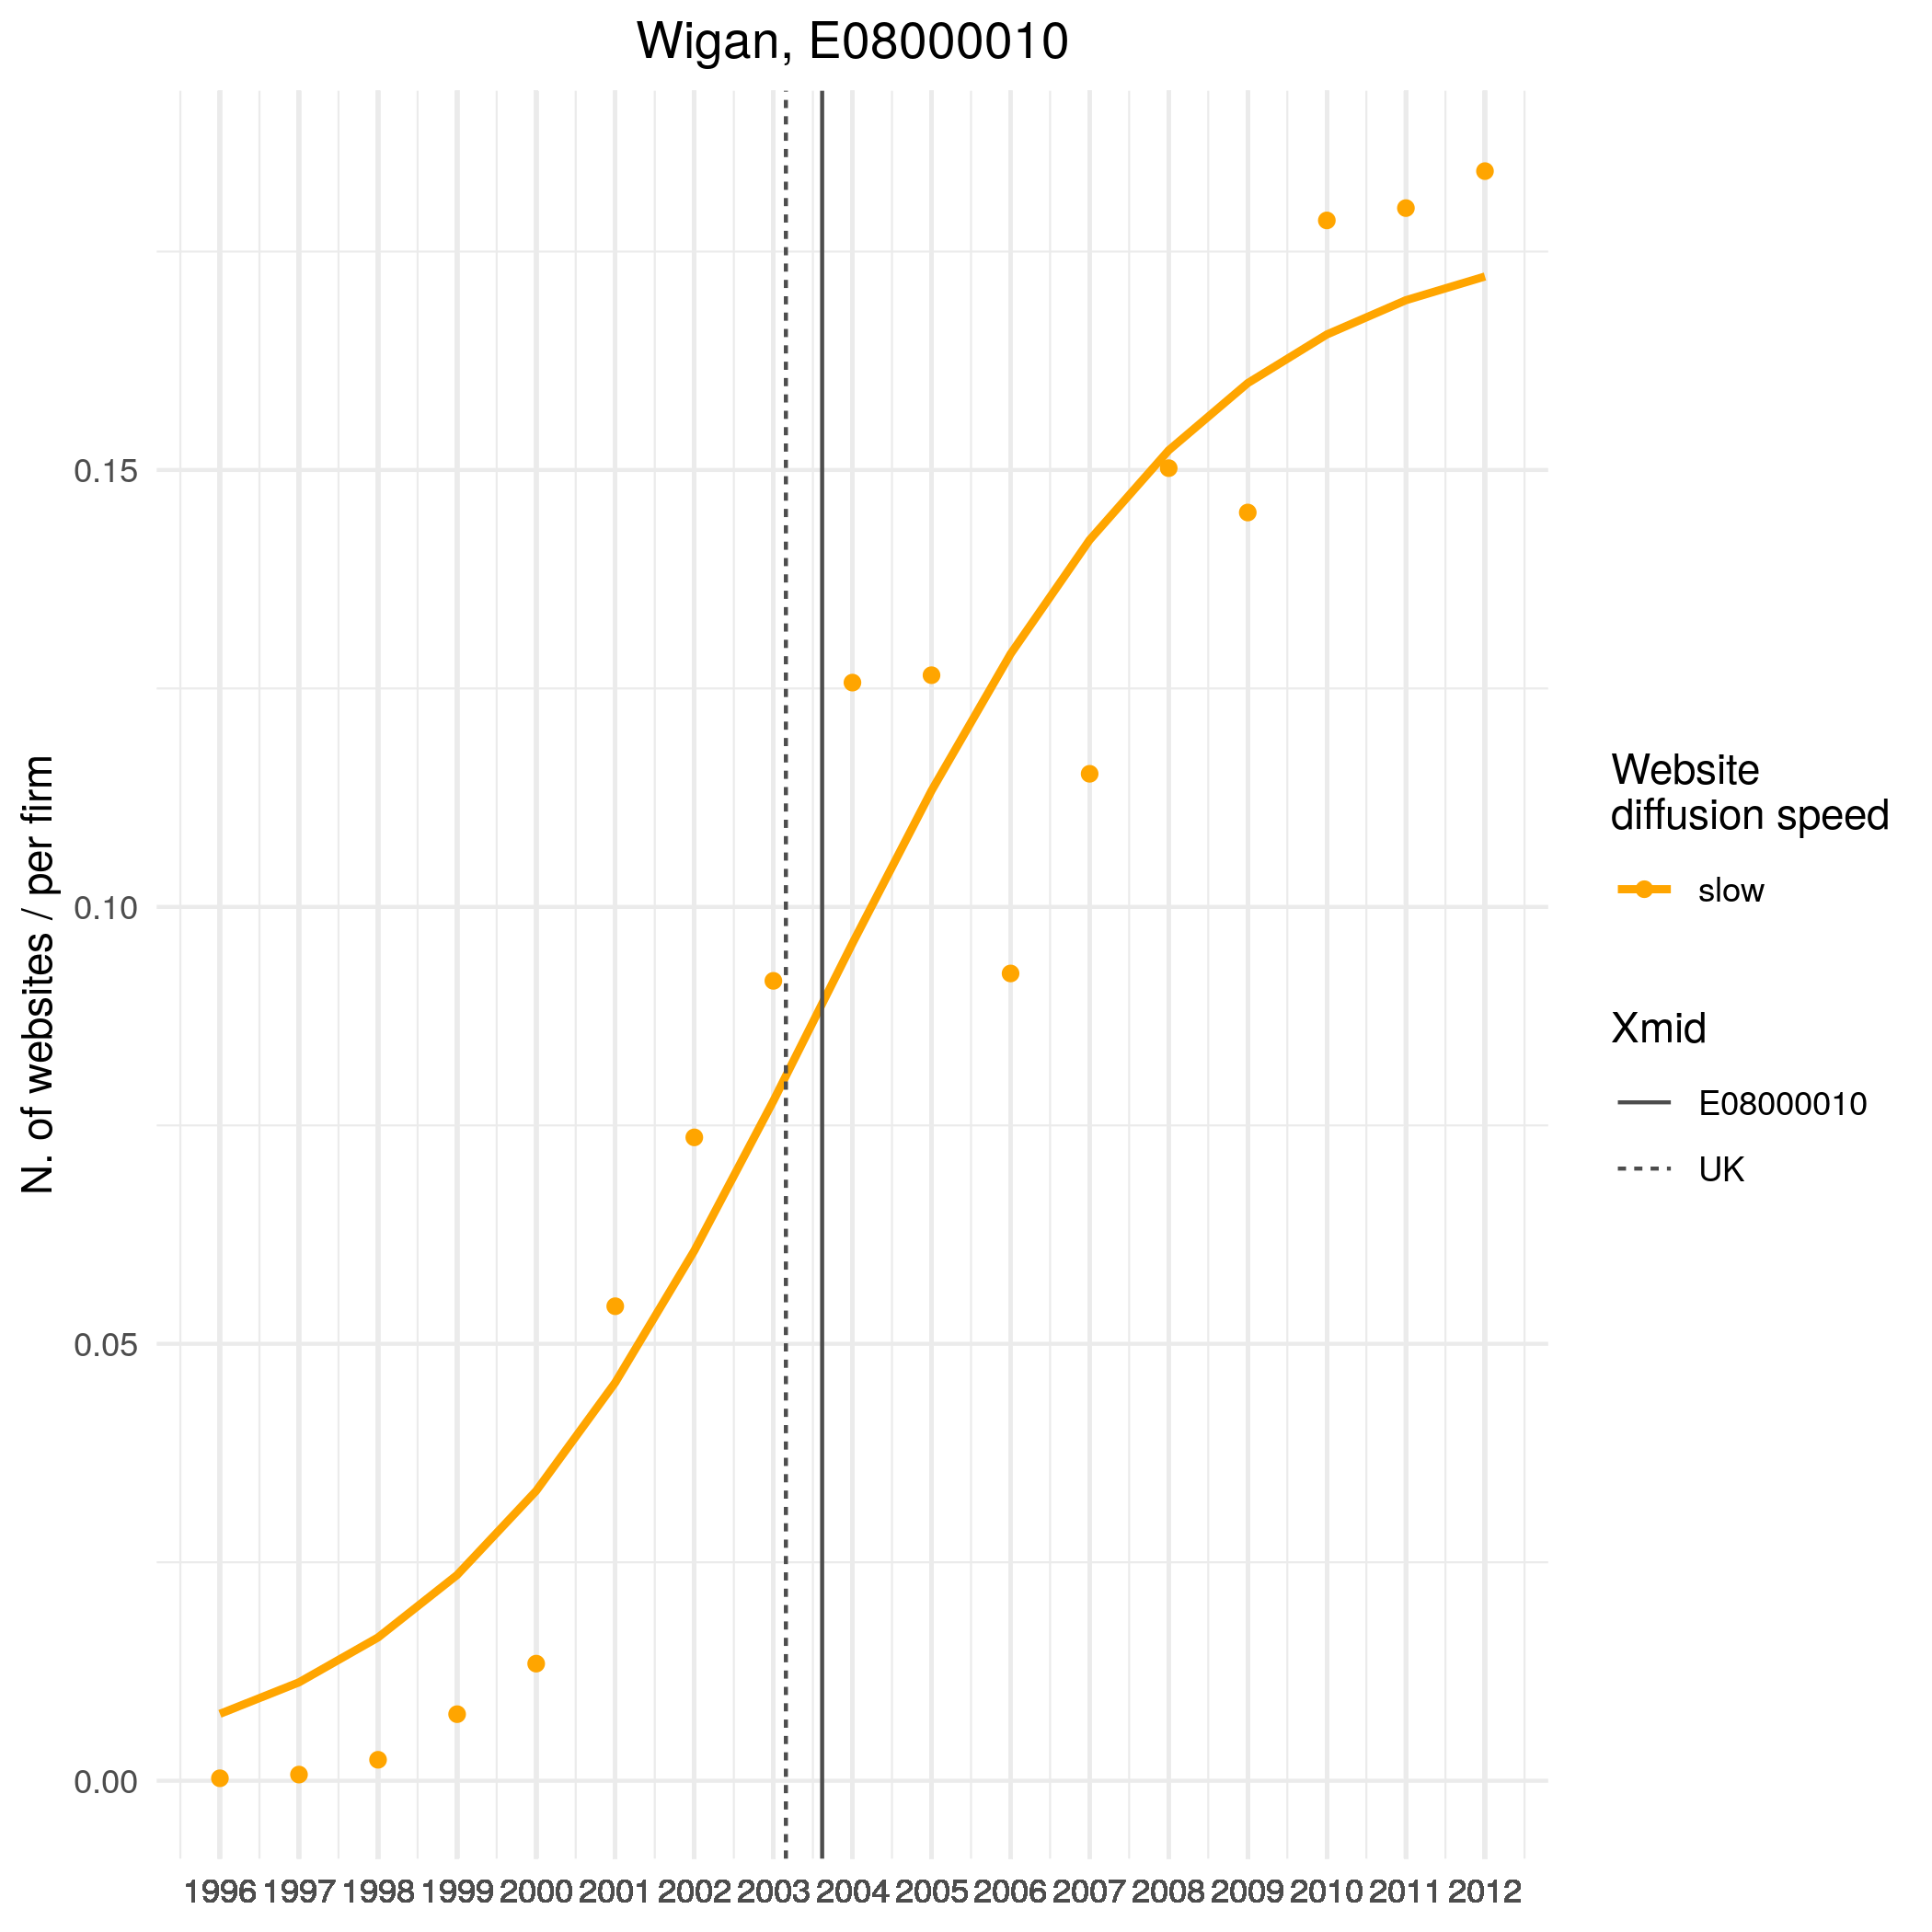 Wigan, E08000010
N. of websites / per firm
0.15
0.10
0.05
0.00
1996 1997 1998 1999 2000 2001 2002 2003 2004 2005 2006 2007 2008 2009 2010 2011 2012
Website
diffusion speed
slow
Xmid
E08000010
UK